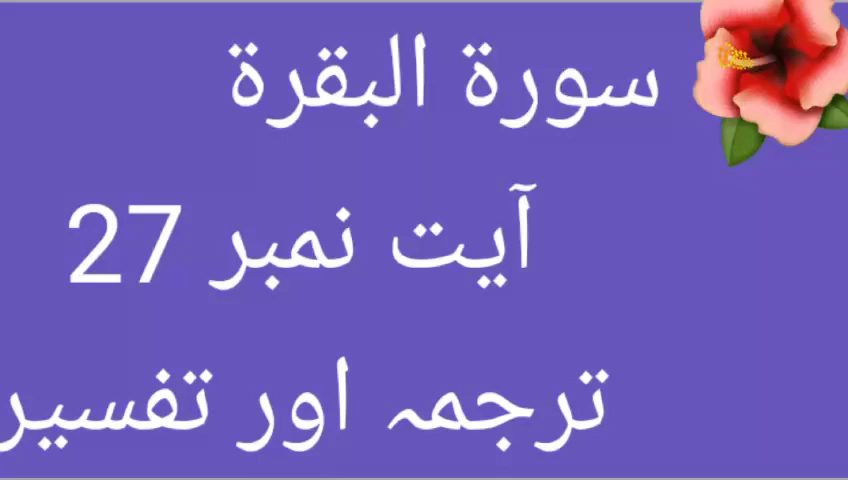 سورة البقرة
آیت نمبر 27
ترجمہ اور تفسیر